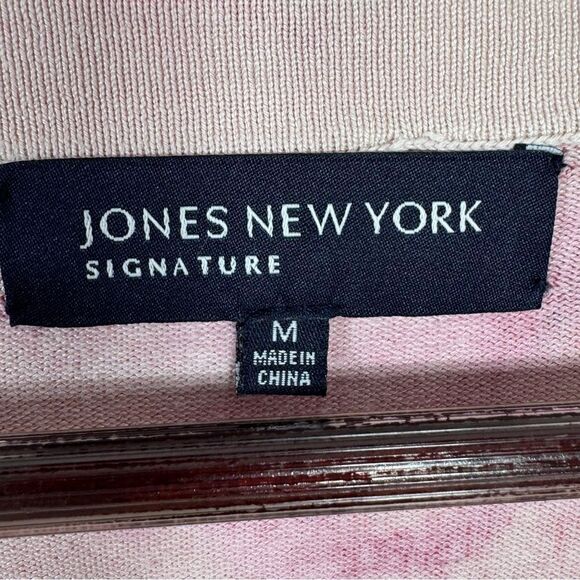 JONES NEW YORK
SIGNATURE
M
MADE IN
CHINA